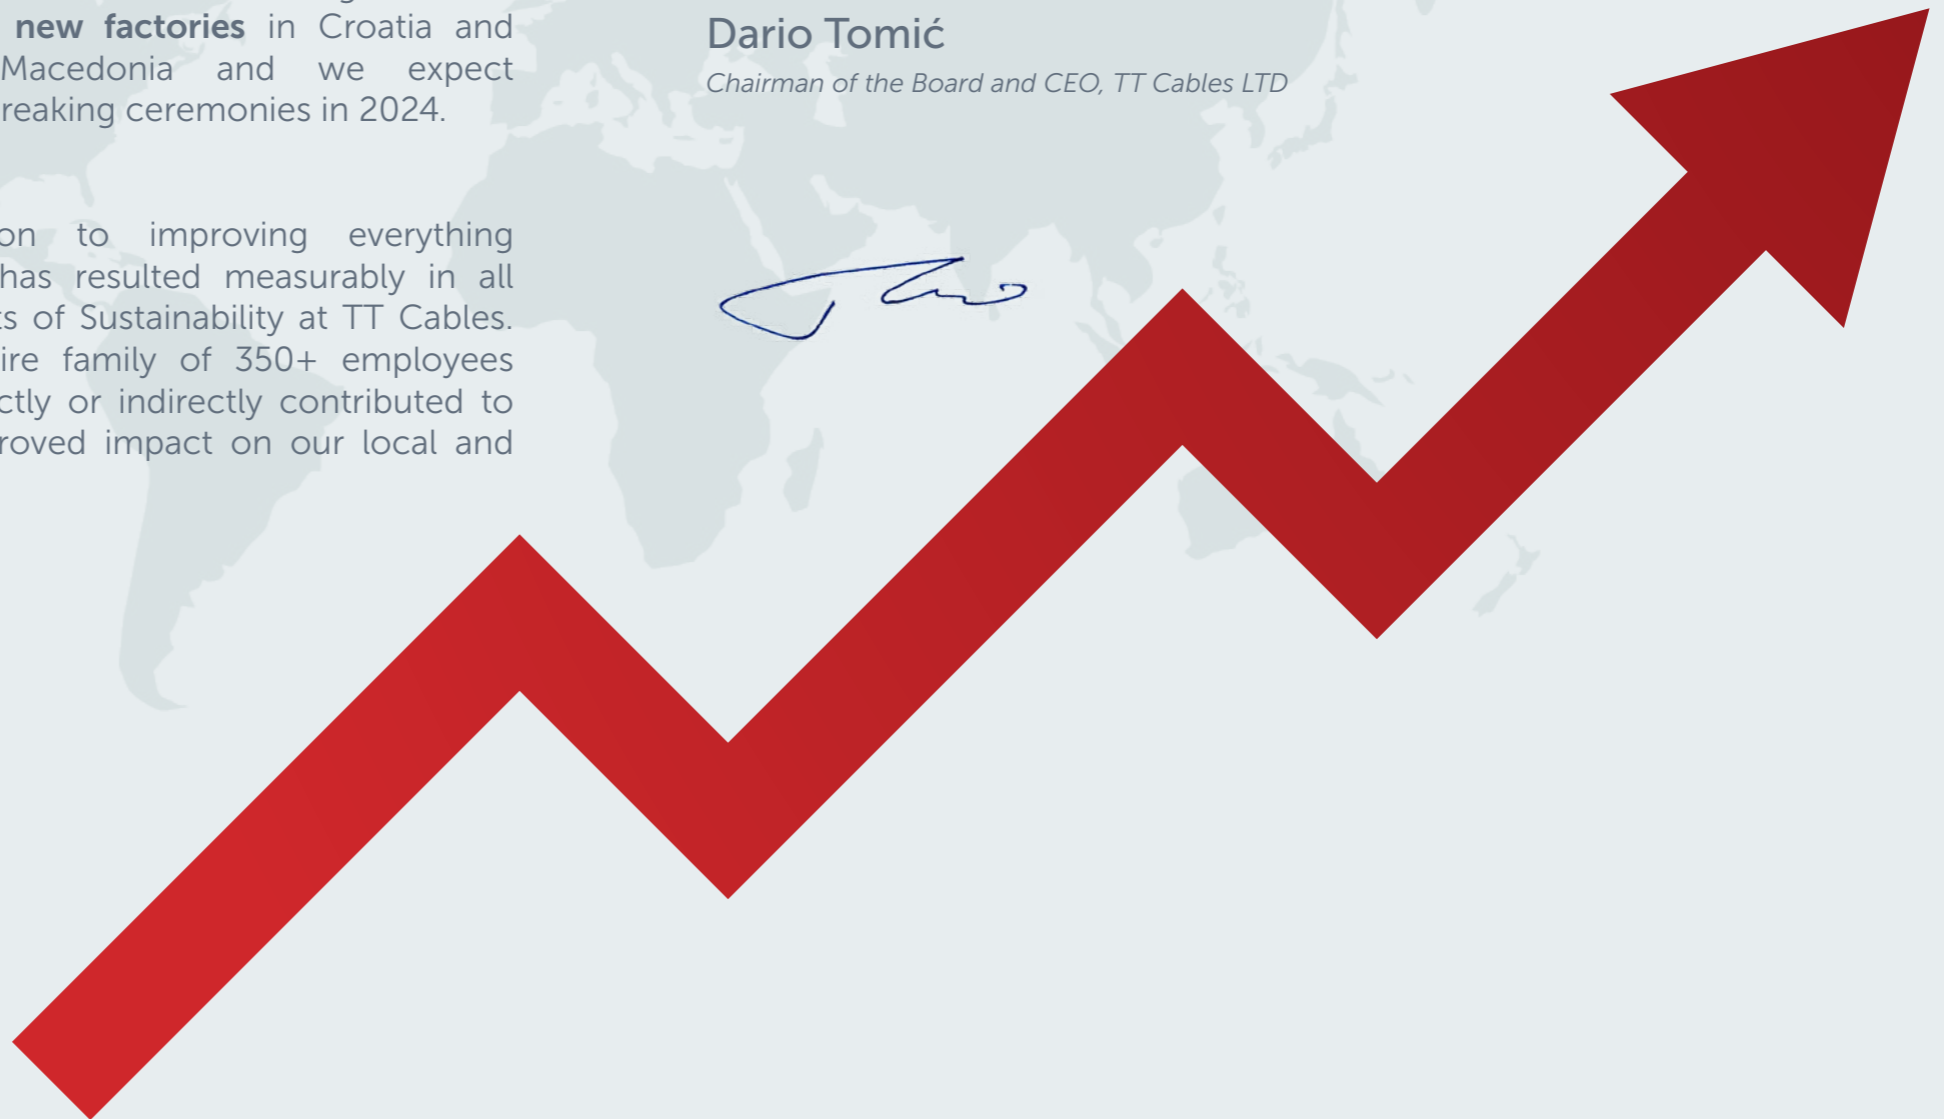 new factories in Croatia and
Macedonia and we expect
reaking ceremonies in 2024.
on to improving everything
has resulted measurably in all
ts of Sustainability at TT Cables.
ire family of 350+ employees
ctly or indirectly contributed to
roved impact on our local and
Dario Tomić
Chairman of the Board and CEO, TT Cables LTD